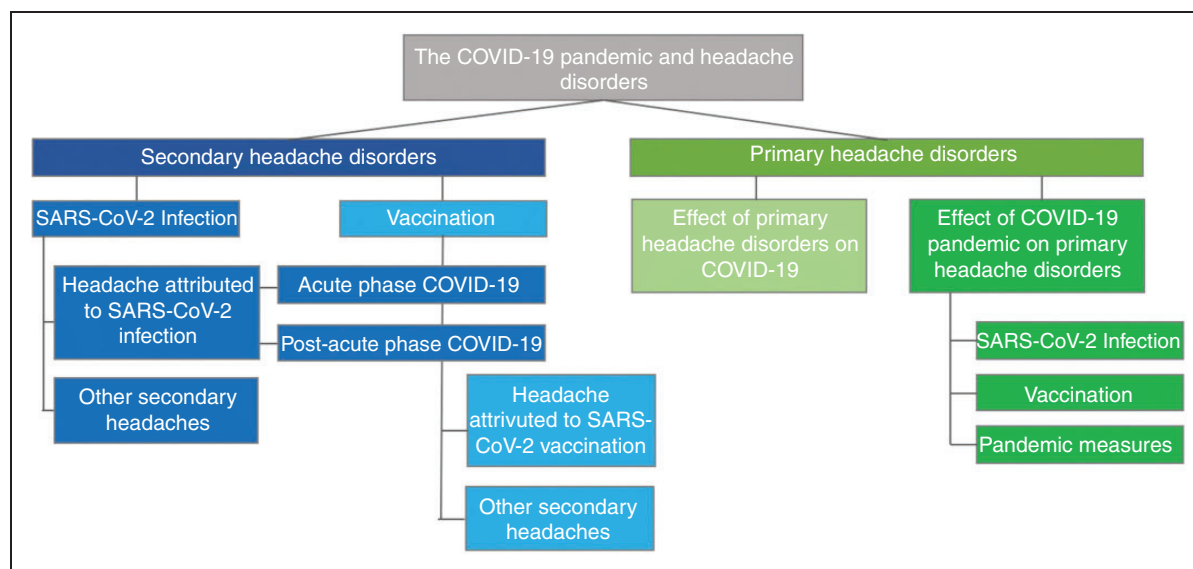 The COVID-19 pandemic and headache
disorders
Secondary headache disorders
Primary headache disorders
SARS-CoV-2 Infection
Vaccination
Effect of primary
headache disorders on
COVID-19
Effect of COVID-19
pandemic on primary
headache disorders
Headache attributed
to SARS-CoV-2
infection
Acute phase COVID-19
Post-acute phase COVID-19
Other secondary
headaches
Headache
attrivuted to SARS-
CoV-2 vaccination
Other secondary
headaches
SARS-CoV-2 Infection
Vaccination
Pandemic measures